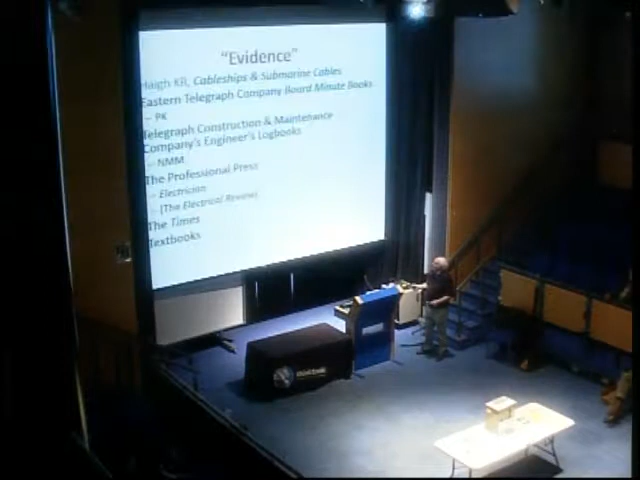 “Evidence”
Haigh KR, Cableships & Submarine Cables
Eastern Telegraph Company Board Minute Books
– PK
Telegraph Construction & Maintenance
Company's Engineer's Logbooks
– NMM
The Professional Press
– Electrician
– (The Electrical Review)
The Times
Textbooks